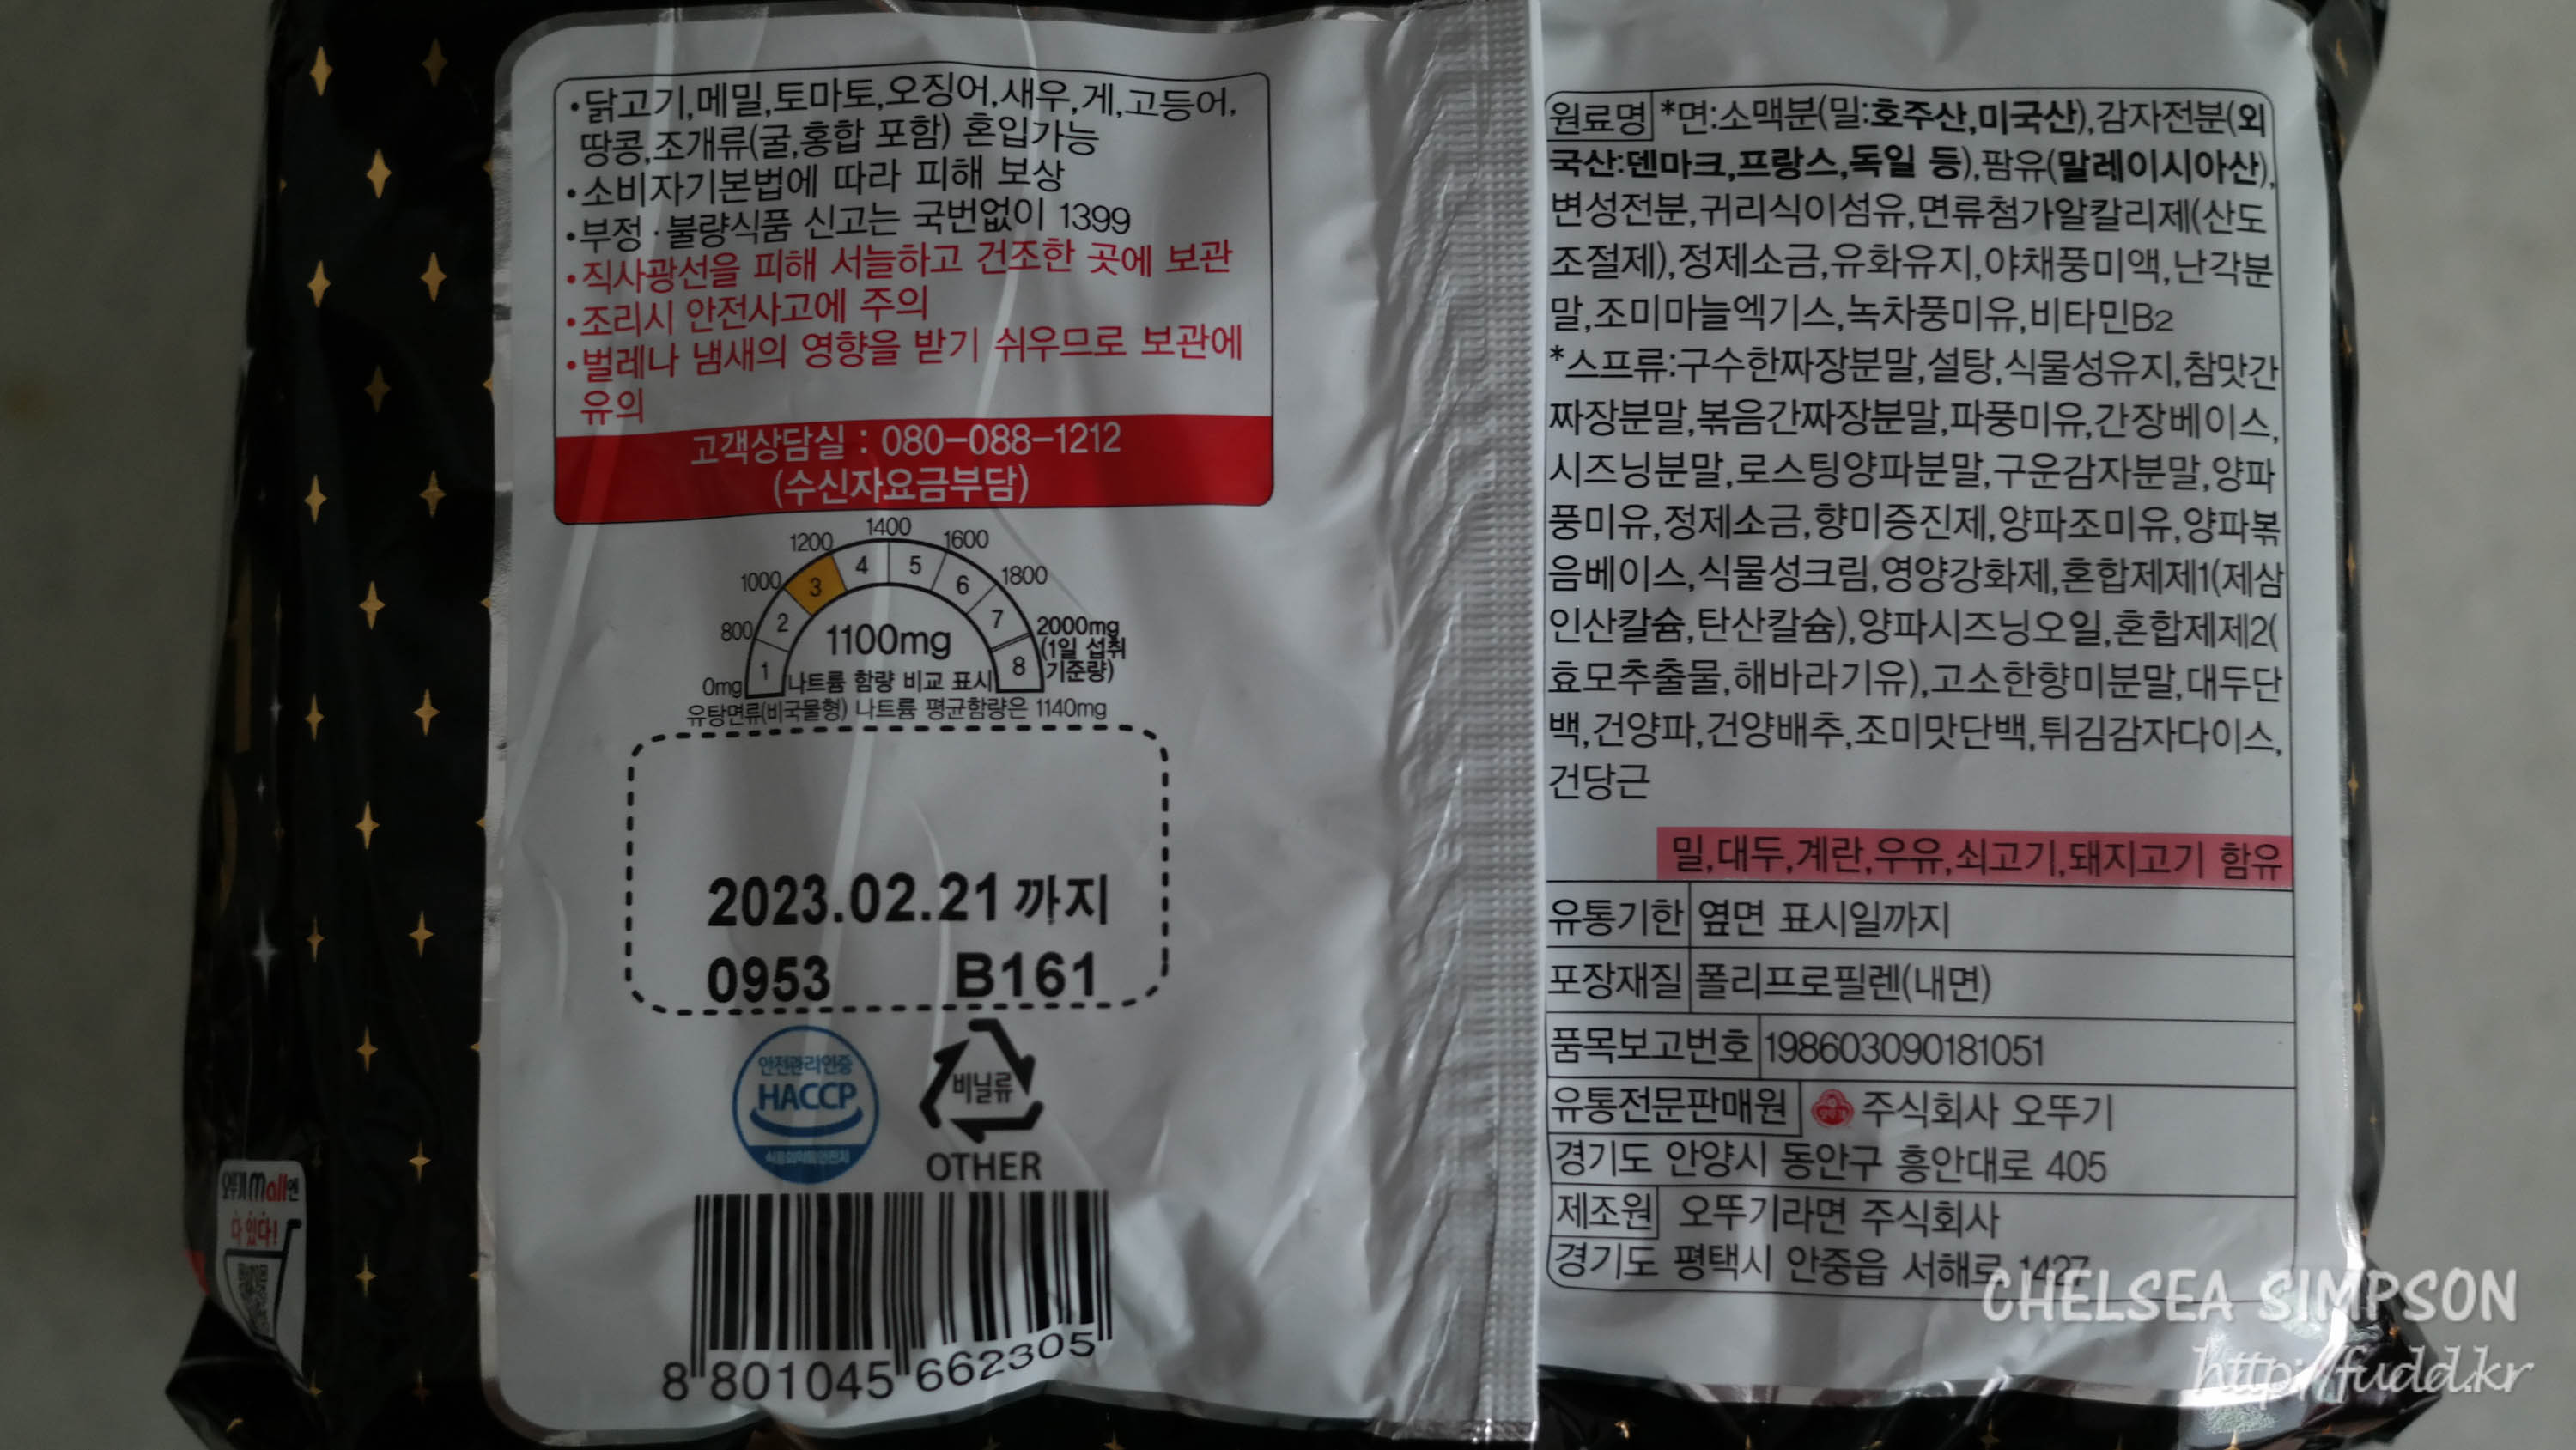 •닭고기,메밀,토마토,오징어,새우,게,고등어,
땅콩,조개류(굴,홍합 포함) 혼입가능
•소비자기본법에 따라 피해 보상
•부정·불량식품 신고는 국번없이 1399
•직사광선을 피해 서늘하고 건조한 곳에 보관
•조리시 안전사고에 주의
•벌레나 냄새의 영향을 받기 쉬우므로 보관에
유의
고객상담실 : 080-088-1212
(수신자요금부담)
0mg 800 1000 1200 1400 1600 1800 2000mg
(1일 섭취
기준량)
1 2 3 4 5 6 7 8
1100mg
나트륨 함량 비교 표시
유탕면류(비국물형) 나트륨 평균함량은 1140mg
2023.02.21 까지
0953 B161
안전관리인증
HACCP
식품의약품안전처
비닐류
OTHER
8 801045 662305
오뚜기mall엔
다 있다!
원료명 *면:소맥분(밀:호주산,미국산),감자전분(외
국산:덴마크,프랑스,독일 등),팜유(말레이시아산),
변성전분,귀리식이섬유,면류첨가알칼리제(산도
조절제),정제소금,유화유지,야채풍미액,난각분
말,조미마늘엑기스,녹차풍미유,비타민B2
*스프류:구수한짜장분말,설탕,식물성유지,참맛간
짜장분말,볶음간짜장분말,파풍미유,간장베이스,
시즈닝분말,로스팅양파분말,구운감자분말,양파
풍미유,정제소금,향미증진제,양파조미유,양파볶
음베이스,식물성크림,영양강화제,혼합제제1(제삼
인산칼슘,탄산칼슘),양파시즈닝오일,혼합제제2(
효모추출물,해바라기유),고소한향미분말,대두단
백,건양파,건양배추,조미맛단백,튀김감자다이스,
건당근
밀,대두,계란,우유,쇠고기,돼지고기 함유
유통기한 옆면 표시일까지
포장재질 폴리프로필렌(내면)
품목보고번호 198603090181051
유통전문판매원 주식회사 오뚜기
경기도 안양시 동안구 흥안대로 405
제조원 오뚜기라면 주식회사
경기도 평택시 안중읍 서해로 1427
CHELSEA SIMPSON
http://fudd.kr